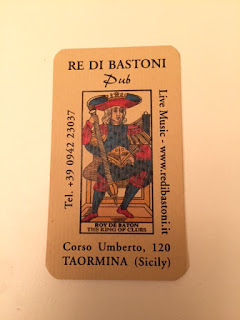 RE DI BASTONI
Pub
Tel. +39 0942 23037
Live Music - www.redibastoni.it
ROY DE BATON
THE KING OF CLUBS
Corso Umberto, 120
TAORMINA (Sicily)